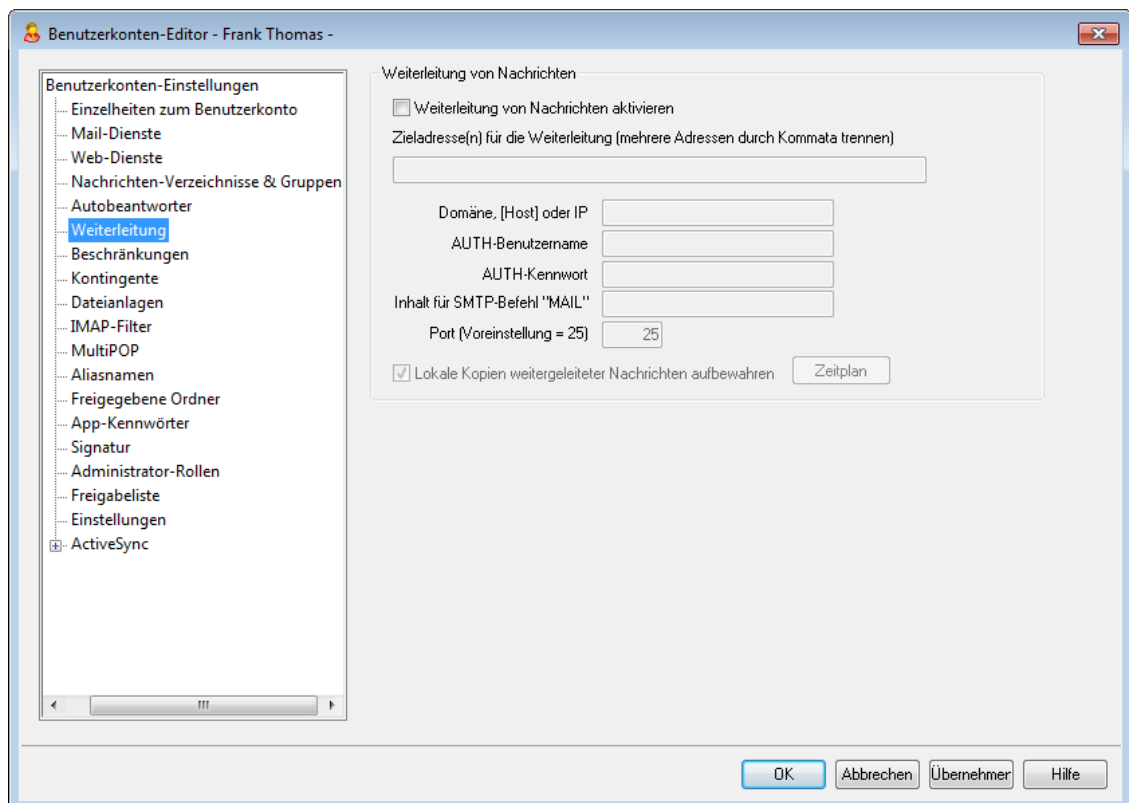 Benutzerkonten-Editor - Frank Thomas -
Benutzerkonten-Einstellungen
Einzelheiten zum Benutzerkonto
Mail-Dienste
Web-Dienste
Nachrichten-Verzeichnisse & Gruppen
Autobeantworter
Weiterleitung
Beschränkungen
Kontingente
Dateianlagen
IMAP-Filter
MultiPOP
Aliasnamen
Freigegebene Ordner
App-Kennwörter
Signatur
Administrator-Rollen
Freigabeliste
Einstellungen
ActiveSync
Weiterleitung von Nachrichten
Weiterleitung von Nachrichten aktivieren
Zieladresse(n) für die Weiterleitung (mehrere Adressen durch Kommata trennen)
Domäne, [Host] oder IP
AUTH-Benutzername
AUTH-Kennwort
Inhalt für SMTP-Befehl "MAIL"
Port (Voreinstellung = 25) 25
Lokale Kopien weitergeleiteter Nachrichten aufbewahren Zeitplan
OK Abbrechen Übernehmer Hilfe